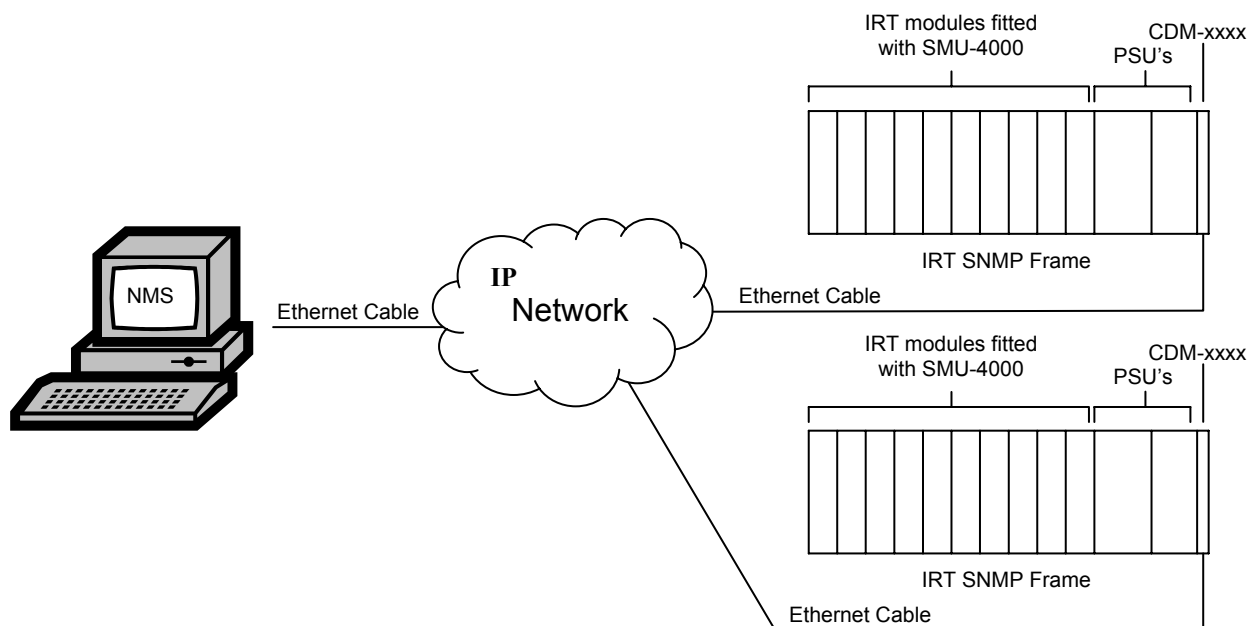 IRT modules fitted
with SMU-4000
CDM-xxxx
PSU's
IRT SNMP Frame
NMS
Ethernet Cable
IP
Network
Ethernet Cable
IRT modules fitted
with SMU-4000
CDM-xxxx
PSU's
IRT SNMP Frame
Ethernet Cable